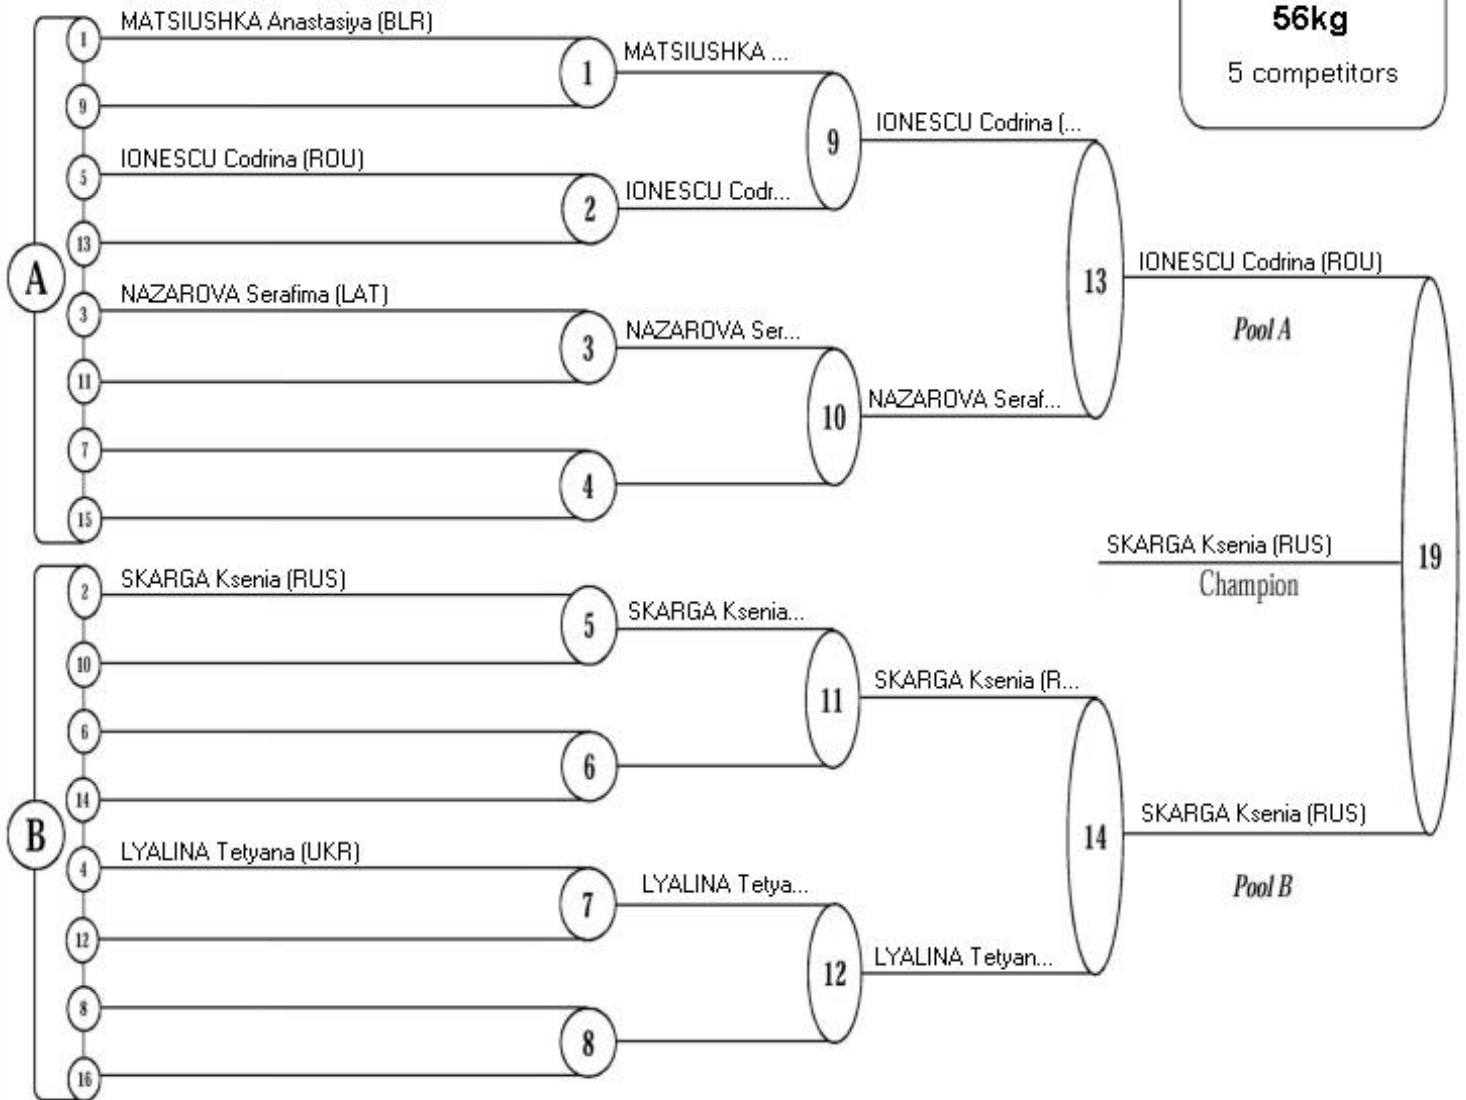 56kg
5 competitors
MATSIUSHKA Anastasiya (BLR)
1
9
1
MATSIUSHKA ...
IONESCU Codrina (ROU)
5
13
2
IONESCU Codr...
9
IONESCU Codrina (...
A
NAZAROVA Serafima (LAT)
3
11
3
NAZAROVA Ser...
7
15
4
10
NAZAROVA Seraf...
13
IONESCU Codrina (ROU)
Pool A
SKARGA Ksenia (RUS)
Champion
19
SKARGA Ksenia (RUS)
2
10
5
SKARGA Ksenia...
6
14
6
11
SKARGA Ksenia (R...
B
LYALINA Tetyana (UKR)
4
12
7
LYALINA Tetya...
8
16
8
12
LYALINA Tetyan...
14
SKARGA Ksenia (RUS)
Pool B